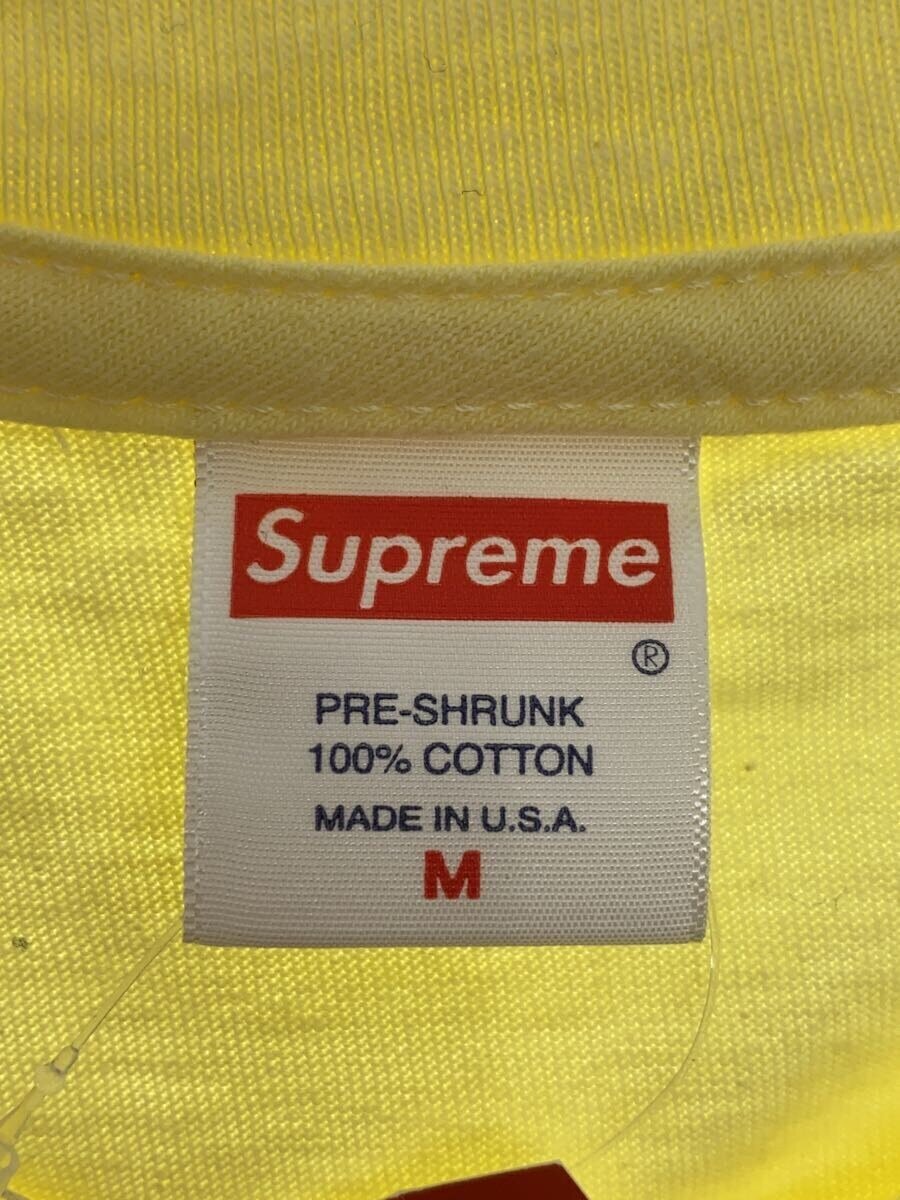 Supreme
®
PRE-SHRUNK
100% COTTON
MADE IN U.S.A.
M